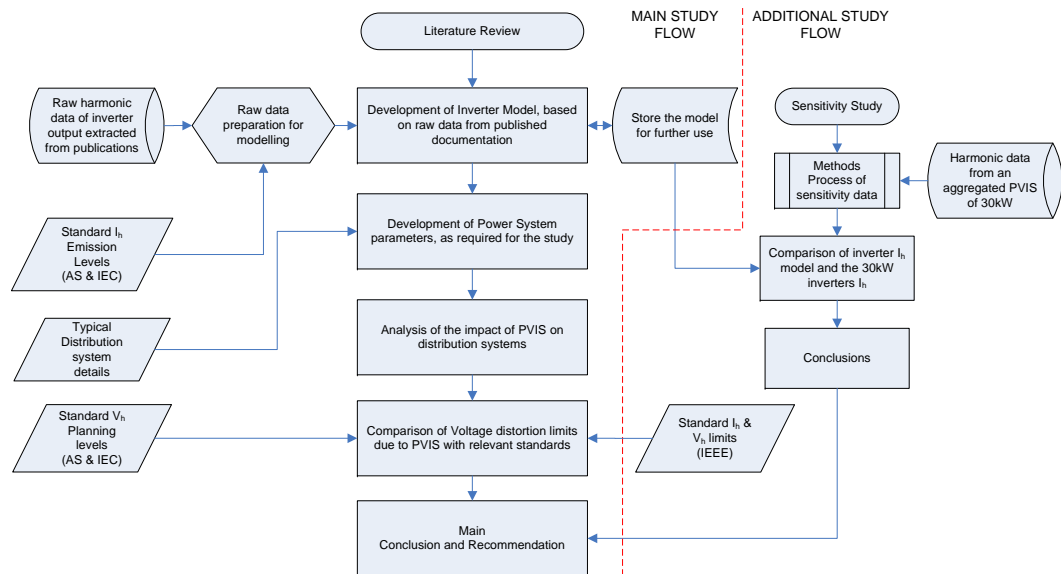 MAIN STUDY
FLOW
ADDITIONAL STUDY
FLOW
Literature Review
Raw harmonic
data of inverter
output extracted
from publications
Raw data
preparation for
modelling
Development of Inverter Model, based
on raw data from published
documentation
Store the model
for further use
Sensitivity Study
Methods
Process of
sensitivity data
Harmonic data
from an
aggregated PVIS
of 30kW
Standard Ih
Emission
Levels
(AS & IEC)
Development of Power System
parameters, as required for the study
Comparison of inverter Ih
model and the 30kW
inverters Ih
Typical
Distribution
system
details
Analysis of the impact of PVIS on
distribution systems
Conclusions
Standard Vh
Planning
levels
(AS & IEC)
Comparison of Voltage distortion limits
due to PVIS with relevant standards
Standard Ih &
Vh limits
(IEEE)
Main
Conclusion and Recommendation